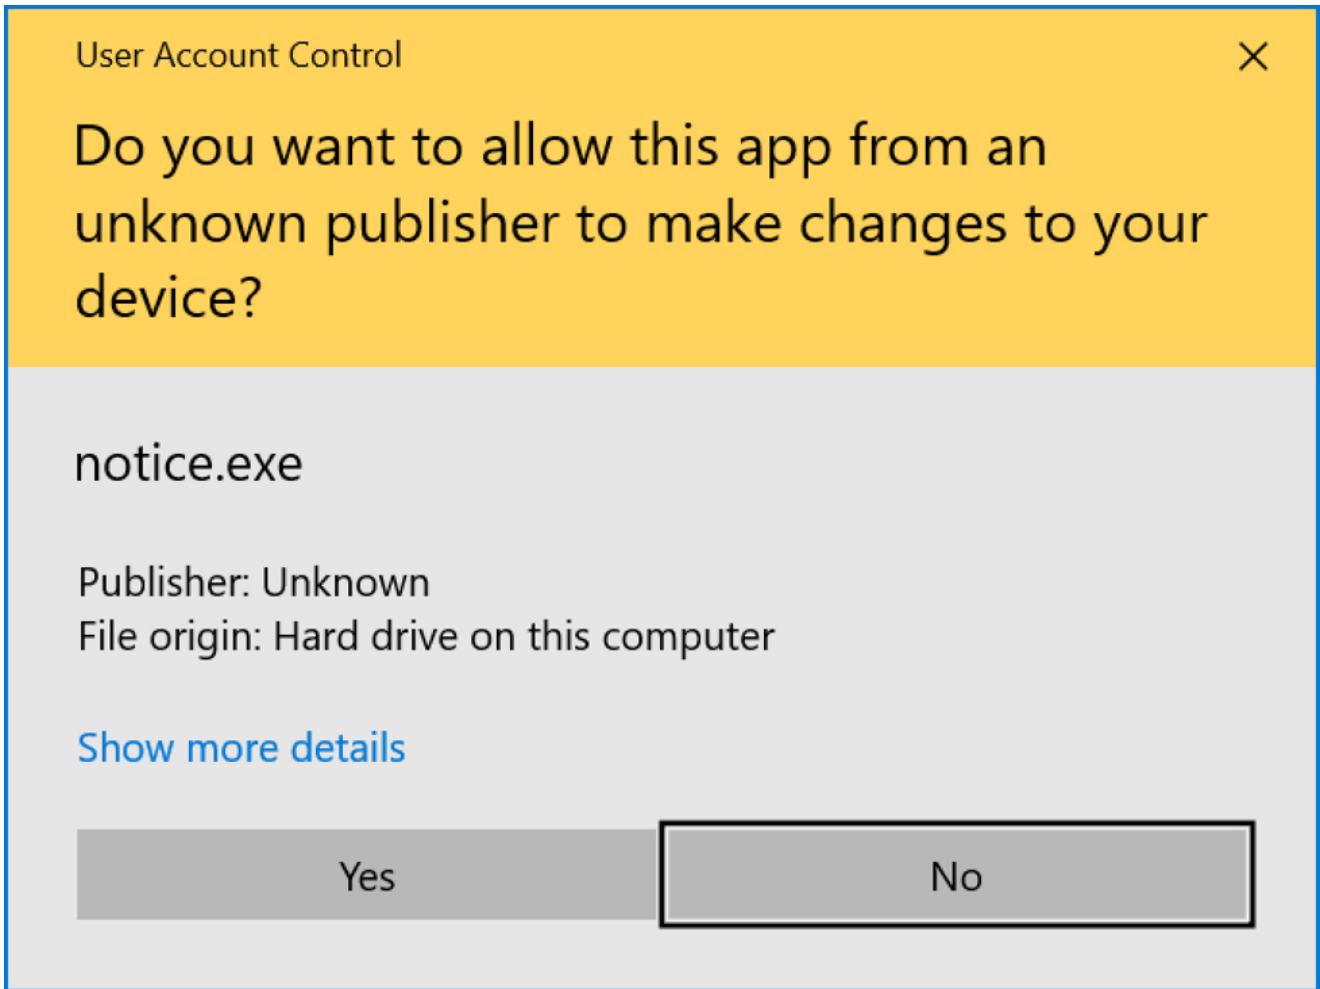 User Account Control
Do you want to allow this app from an
unknown publisher to make changes to your
device?
notice.exe
Publisher: Unknown
File origin: Hard drive on this computer
Show more details
Yes
No